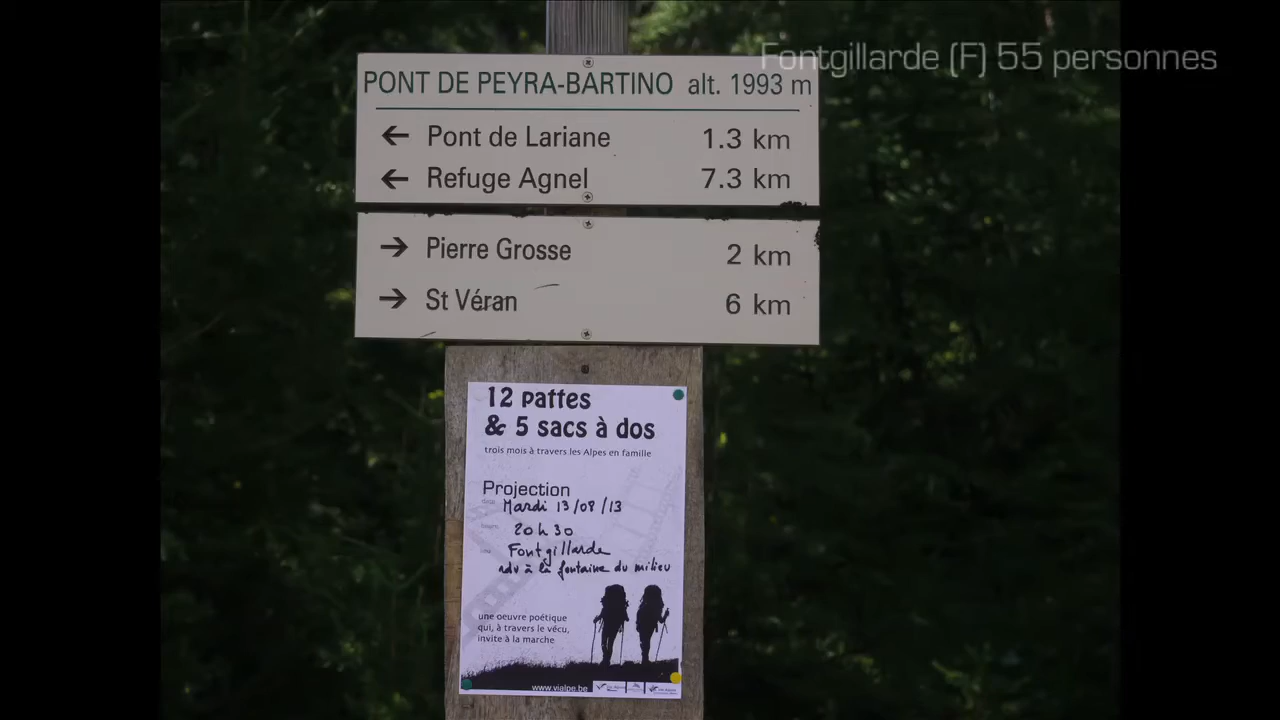 Fontgillarde (F) 55 personnes
PONT DE PEYRA-BARTINO alt. 1993 m
← Pont de Lariane 1.3 km
← Refuge Agnel 7.3 km
→ Pierre Grosse 2 km
→ St Véran 6 km
12 pattes
& 5 sacs à dos
trois mois à travers les Alpes en famille
Projection
Mardi 13/08/13
20h30
Fontgillarde
rdv à la fontaine du milieu
une oeuvre poétique
qui, à travers le vécu,
invite à la marche
www.vialpe.be